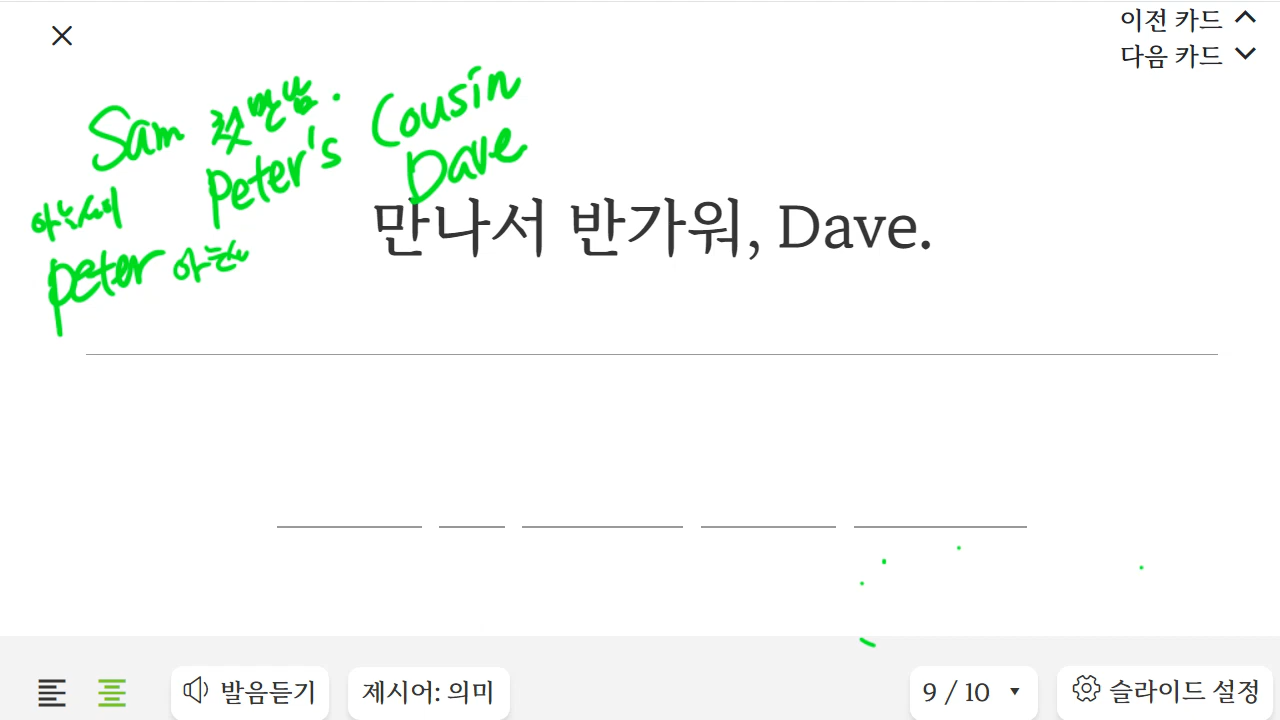 이전 카드
다음 카드
Sam 첫만남. Cousin
Peter's Dave
아는사이
Peter 아는
만나서 반가워, Dave.
발음듣기
제시어: 의미
9 / 10
슬라이드 설정